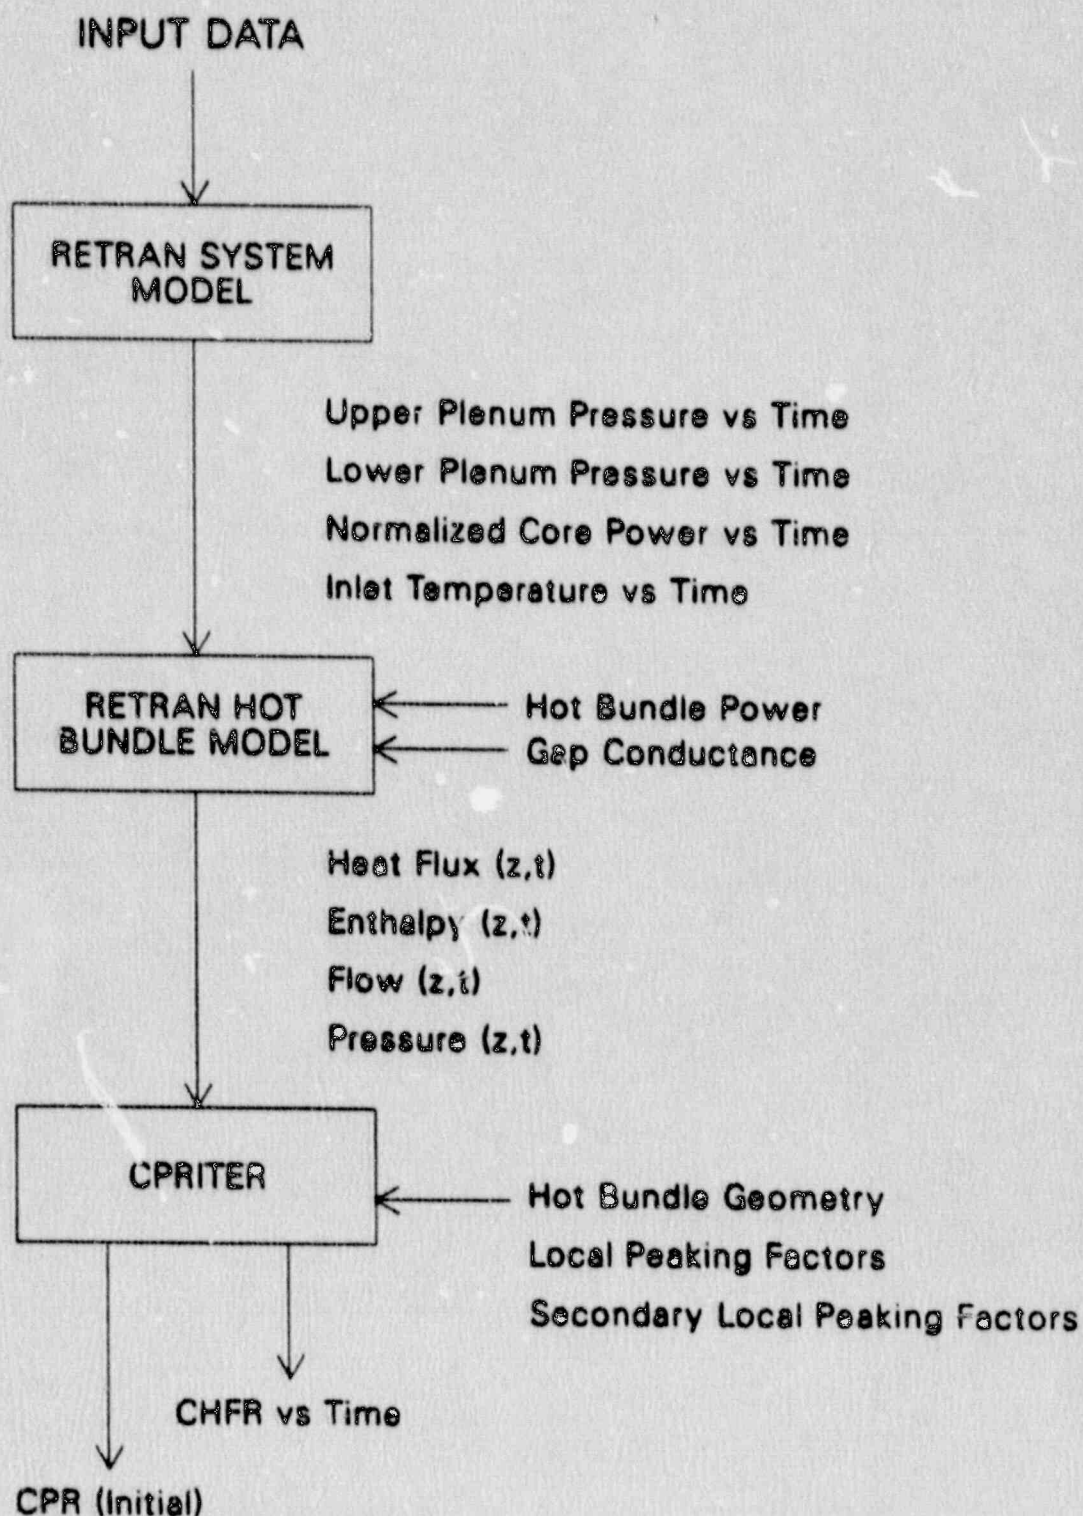 INPUT DATA
RETRAN SYSTEM
MODEL
Upper Plenum Pressure vs Time
Lower Plenum Pressure vs Time
Normalized Core Power vs Time
Inlet Temperature vs Time
RETRAN HOT
BUNDLE MODEL
Hot Bundle Power
Gap Conductance
Heat Flux (z,t)
Enthalpy (z,t)
Flow (z,t)
Pressure (z,t)
CPRITER
Hot Bundle Geometry
Local Peaking Factors
Secondary Local Peaking Factors
CHFR vs Time
CPR (Initial)